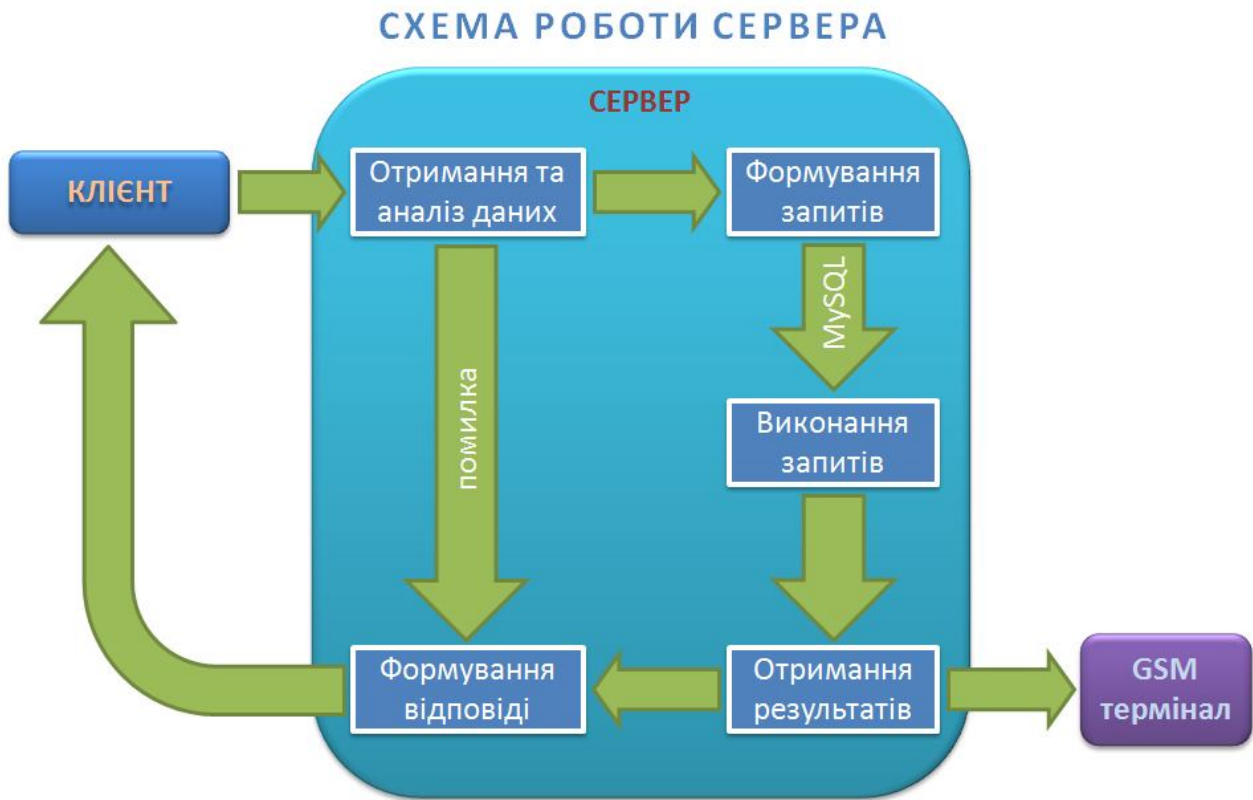 СХЕМА РОБОТИ СЕРВЕРА
СЕРВЕР
КЛІЄНТ
Отримання та
аналіз даних
Формування
запитів
MySQL
помилка
Виконання
запитів
Формування
відповіді
Отримання
результатів
GSM
термінал